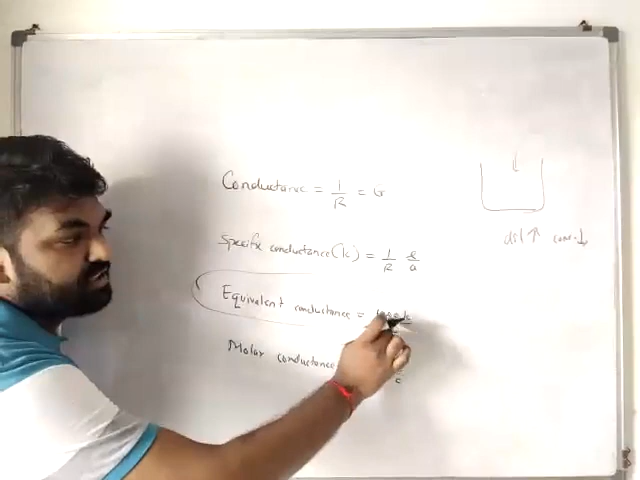 Conductance = 1/R = G
Specific conductance (k) = 1/R l/a
Equivalent conductance =
Molar conductance
c
dil ↑ conc. ↓